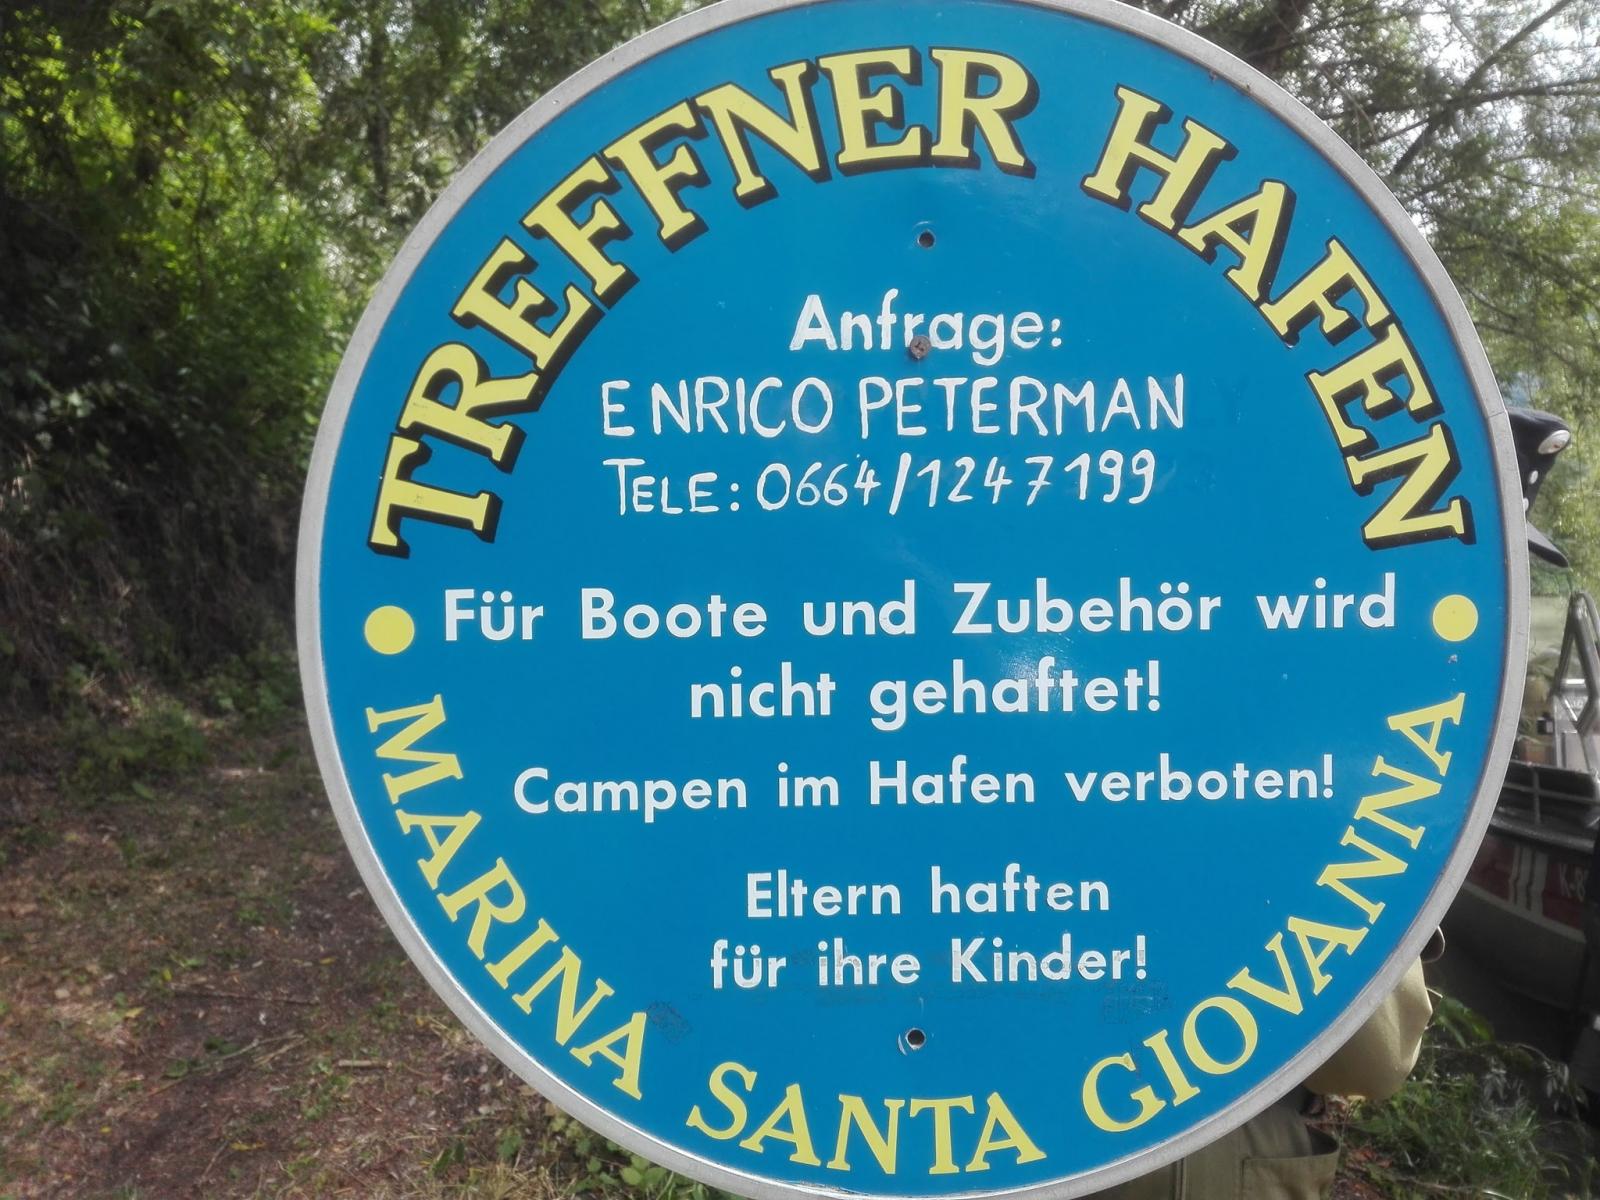 TREFFNER HAFEN
Anfrage:
ENRICO PETERMAN
TELE: 0664/1247199
Für Boote und Zubehör wird
nicht gehaftet!
Campen im Hafen verboten!
Eltern haften
für ihre Kinder!
MARINA SANTA GIOVANNA